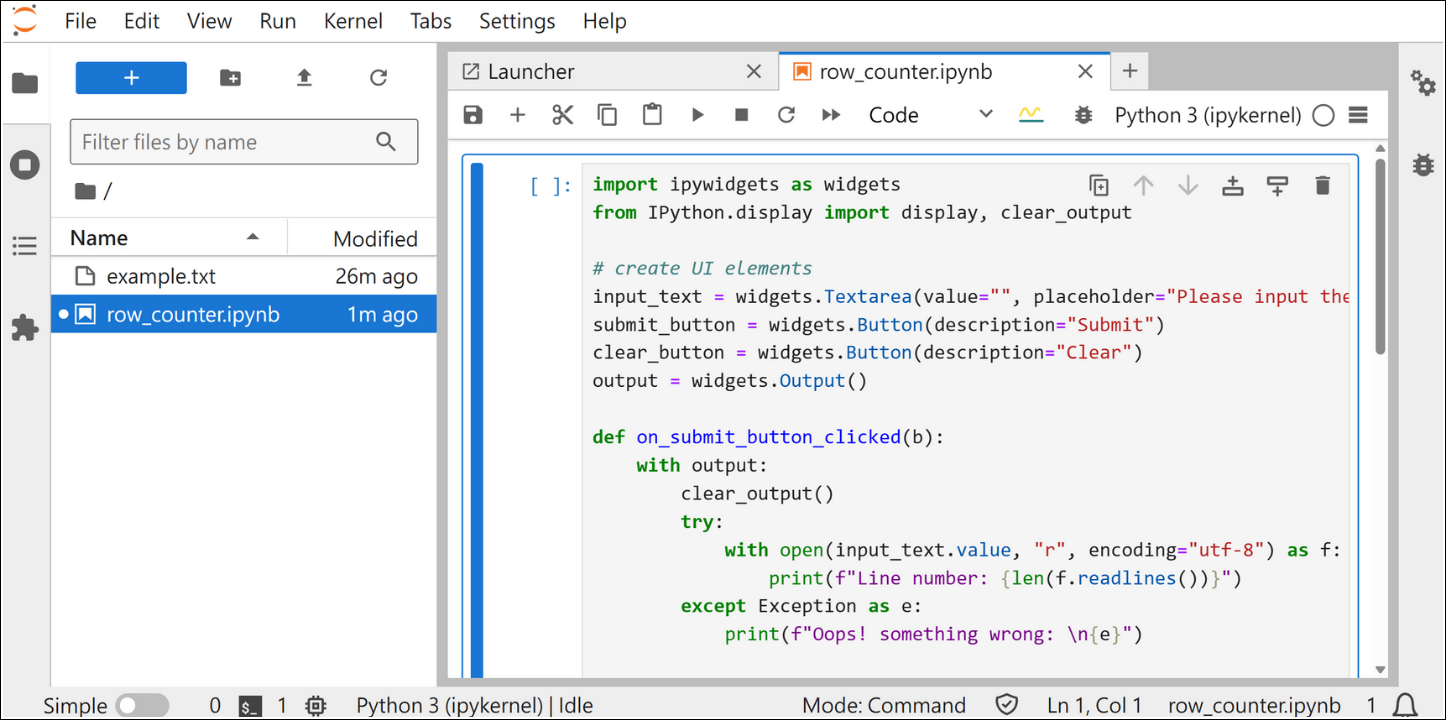 File Edit View Run Kernel Tabs Settings Help
Launcher
row_counter.ipynb
Code
Python 3 (ipykernel)
Filter files by name
/
Name Modified
example.txt 26m ago
row_counter.ipynb 1m ago
[ ]:
import ipywidgets as widgets
from IPython.display import display, clear_output
# create UI elements
input_text = widgets.Textarea(value="", placeholder="Please input the
submit_button = widgets.Button(description="Submit")
clear_button = widgets.Button(description="Clear")
output = widgets.Output()
def on_submit_button_clicked(b):
    with output:
        clear_output()
        try:
            with open(input_text.value, "r", encoding="utf-8") as f:
                print(f"Line number: {len(f.readlines())}")
        except Exception as e:
            print(f"Oops! something wrong: \n{e}")
Simple 0 $_ 1 Python 3 (ipykernel) | Idle Mode: Command Ln 1, Col 1 row_counter.ipynb 1